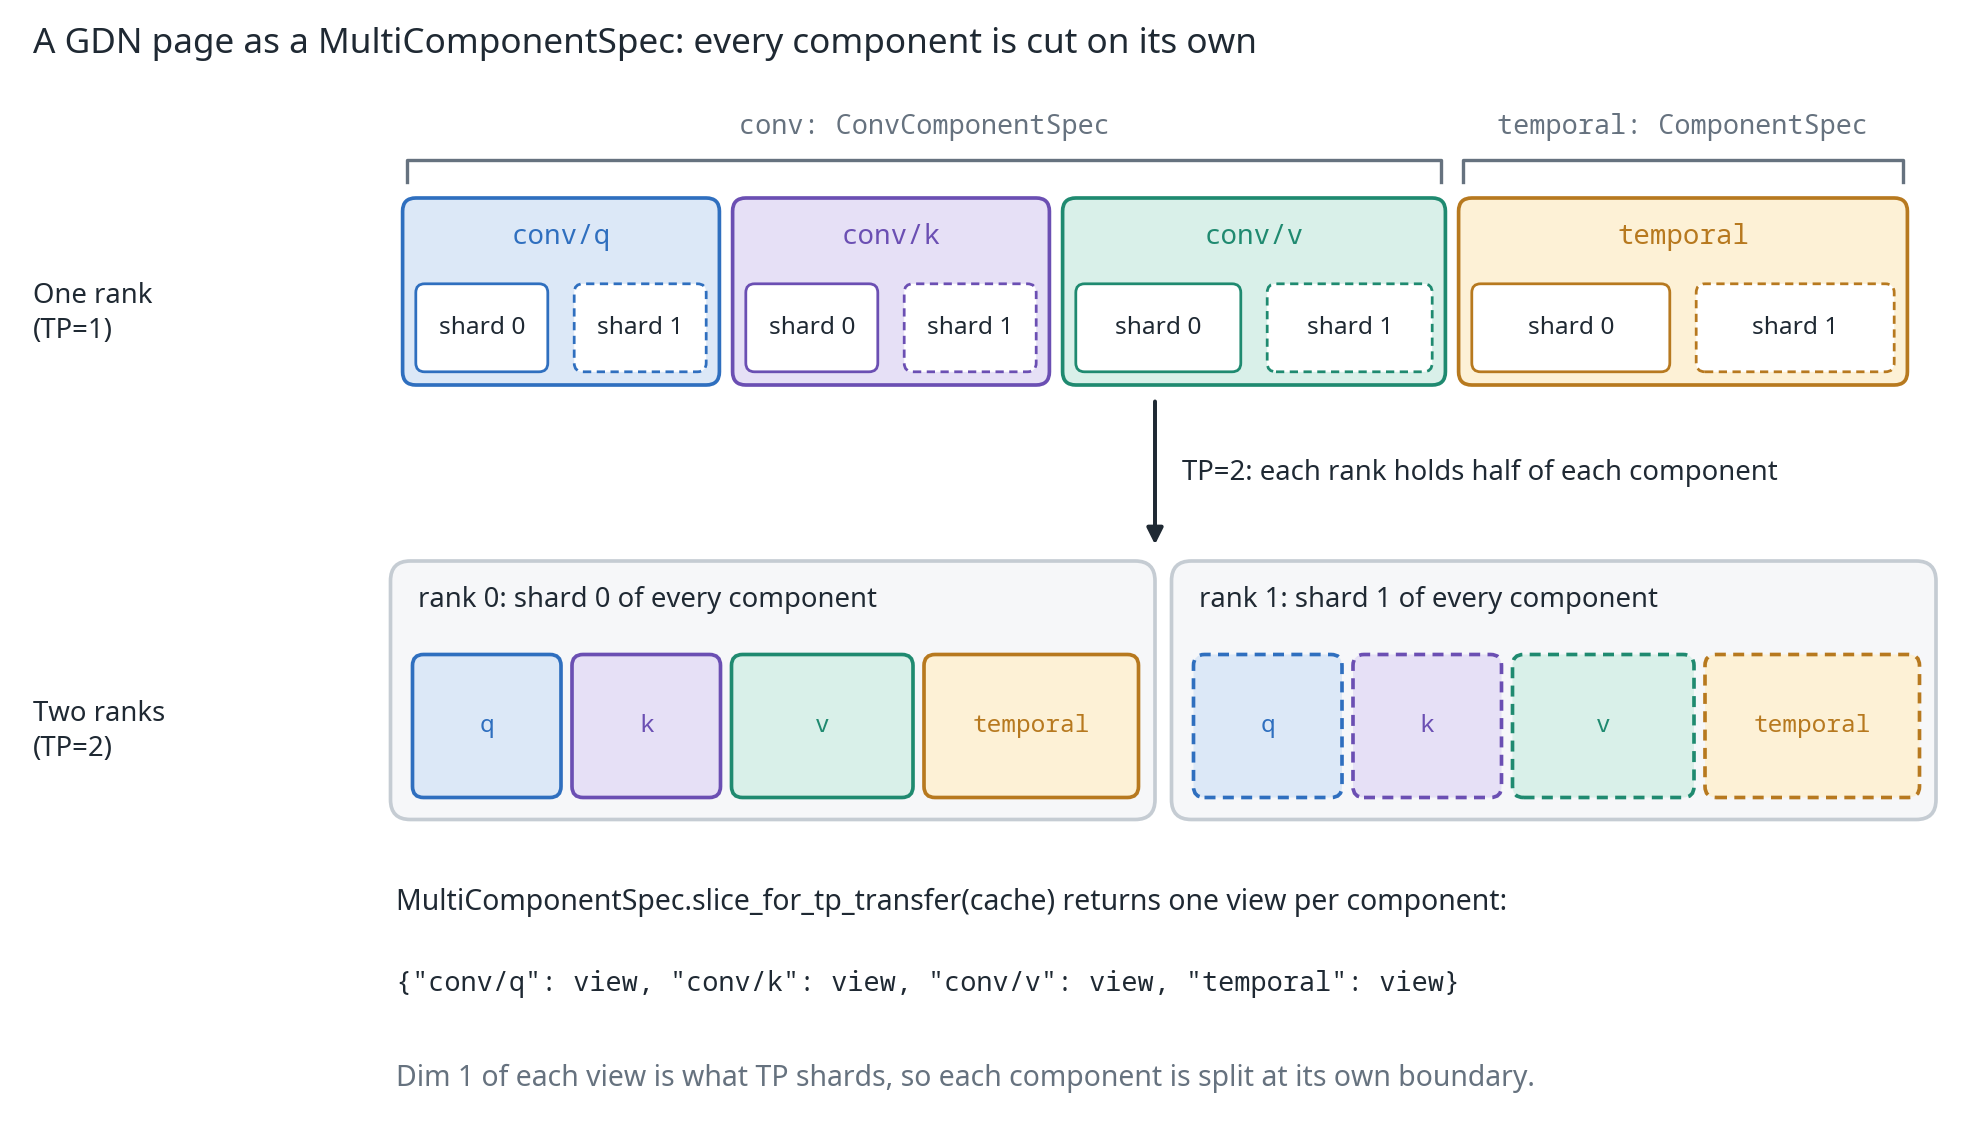 A GDN page as a MultiComponentSpec: every component is cut on its own
conv: ConvComponentSpec
temporal: ComponentSpec
conv/q
conv/k
conv/v
temporal
One rank
(TP=1)
shard 0
shard 1
shard 0
shard 1
shard 0
shard 1
shard 0
shard 1
TP=2: each rank holds half of each component
rank 0: shard 0 of every component
rank 1: shard 1 of every component
Two ranks
(TP=2)
q
k
v
temporal
q
k
v
temporal
MultiComponentSpec.slice_for_tp_transfer(cache) returns one view per component:
{"conv/q": view, "conv/k": view, "conv/v": view, "temporal": view}
Dim 1 of each view is what TP shards, so each component is split at its own boundary.